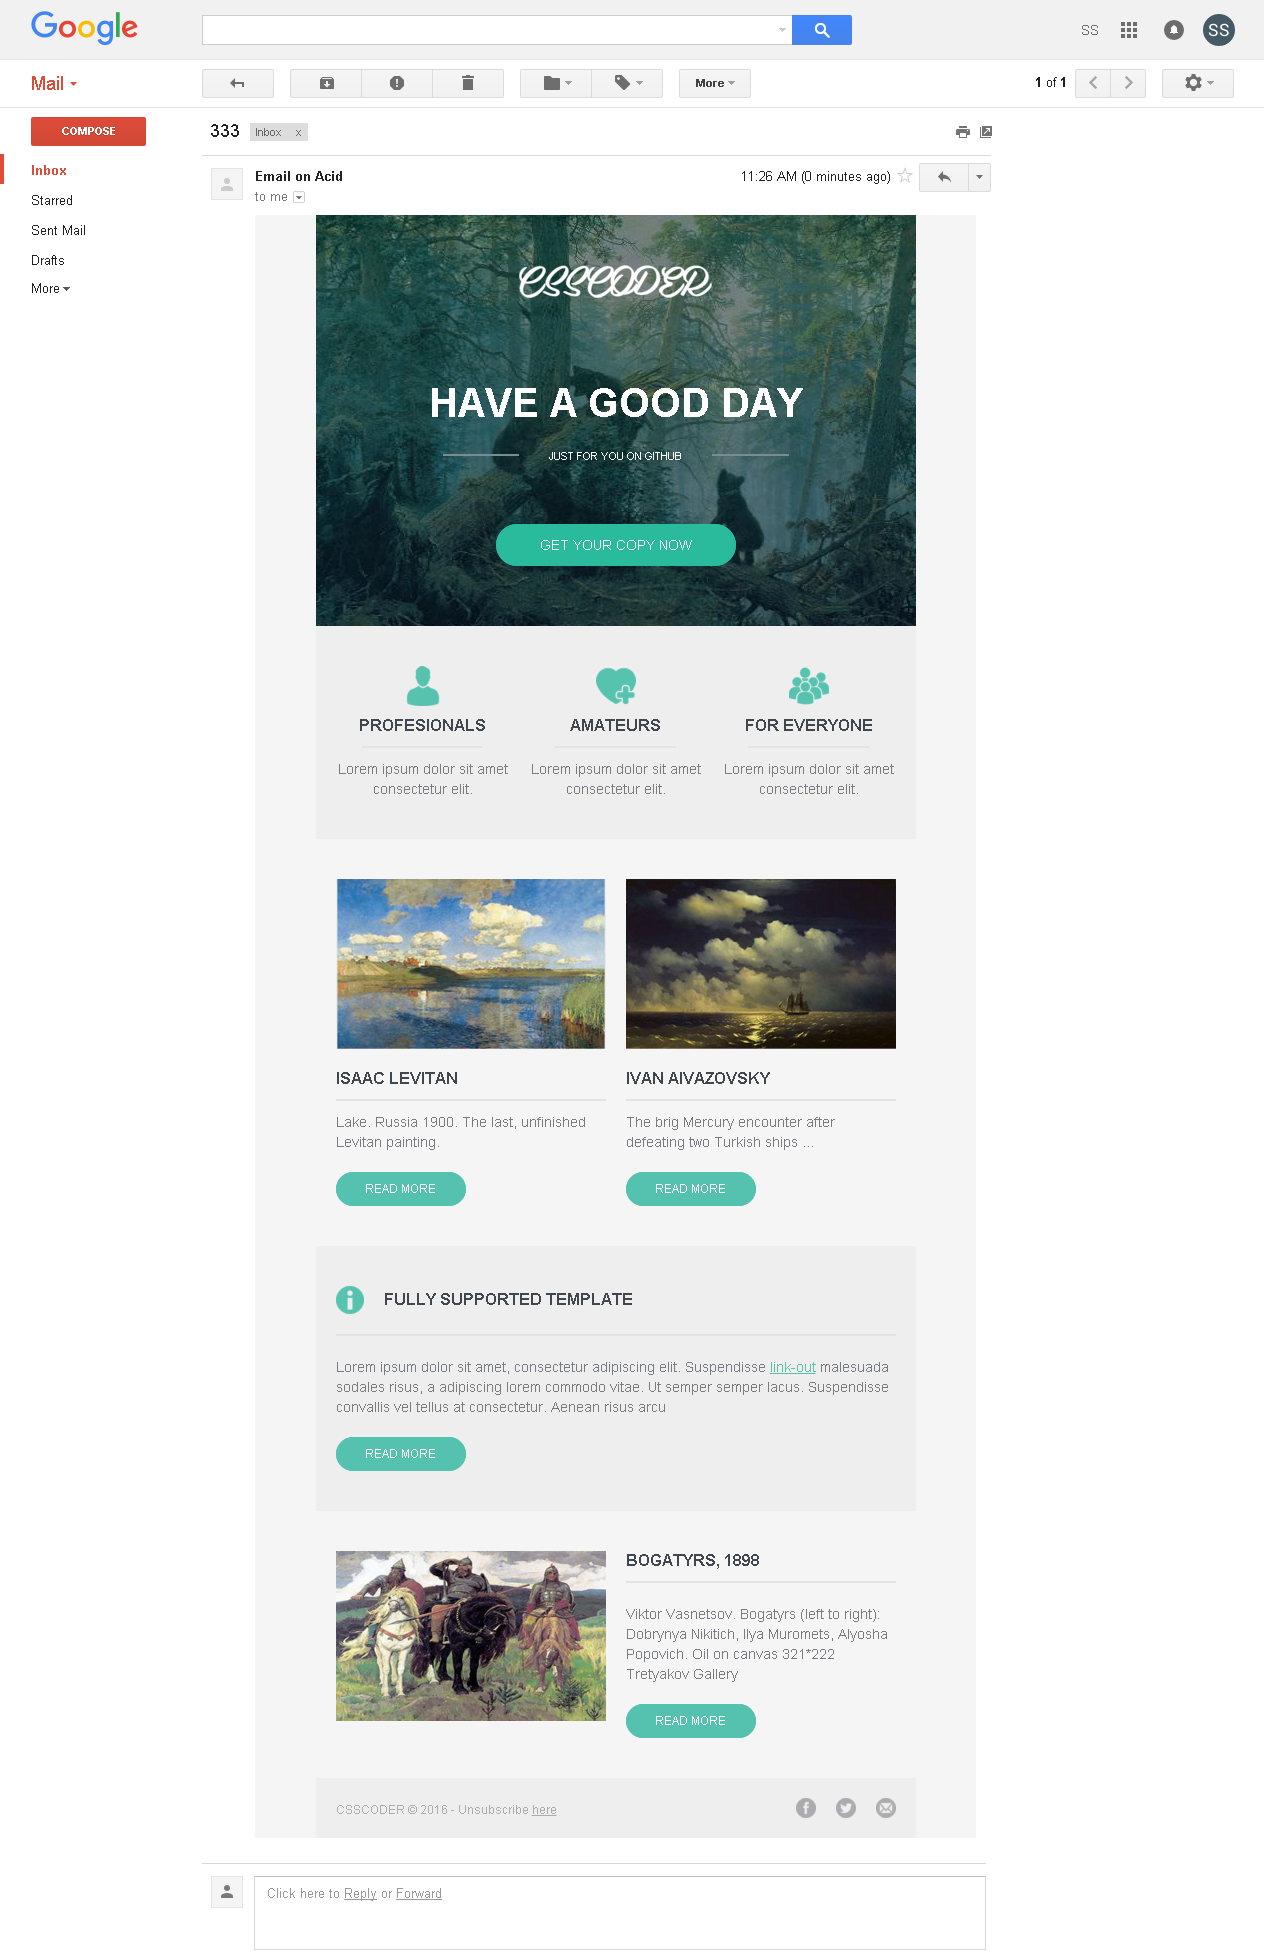 Google
SS
SS
Mail
More
1 of 1
COMPOSE
333
Inbox x
Inbox
Starred
Sent Mail
Drafts
More
Email on Acid
11:26 AM (0 minutes ago)
to me
CSSCODER
HAVE A GOOD DAY
JUST FOR YOU ON GITHUB
GET YOUR COPY NOW
PROFESIONALS
Lorem ipsum dolor sit amet
consectetur elit.
AMATEURS
Lorem ipsum dolor sit amet
consectetur elit.
FOR EVERYONE
Lorem ipsum dolor sit amet
consectetur elit.
ISAAC LEVITAN
Lake. Russia 1900. The last, unfinished
Levitan painting.
READ MORE
IVAN AIVAZOVSKY
The brig Mercury encounter after
defeating two Turkish ships ...
READ MORE
FULLY SUPPORTED TEMPLATE
Lorem ipsum dolor sit amet, consectetur adipiscing elit. Suspendisse link-out malesuada
sodales risus, a adipiscing lorem commodo vitae. Ut semper semper lacus. Suspendisse
convallis vel tellus at consectetur. Aenean risus arcu
READ MORE
BOGATYRS, 1898
Viktor Vasnetsov. Bogatyrs (left to right):
Dobrynya Nikitich, Ilya Muromets, Alyosha
Popovich. Oil on canvas 321*222
Tretyakov Gallery
READ MORE
CSSCODER © 2016 - Unsubscribe here
Click here to Reply or Forward